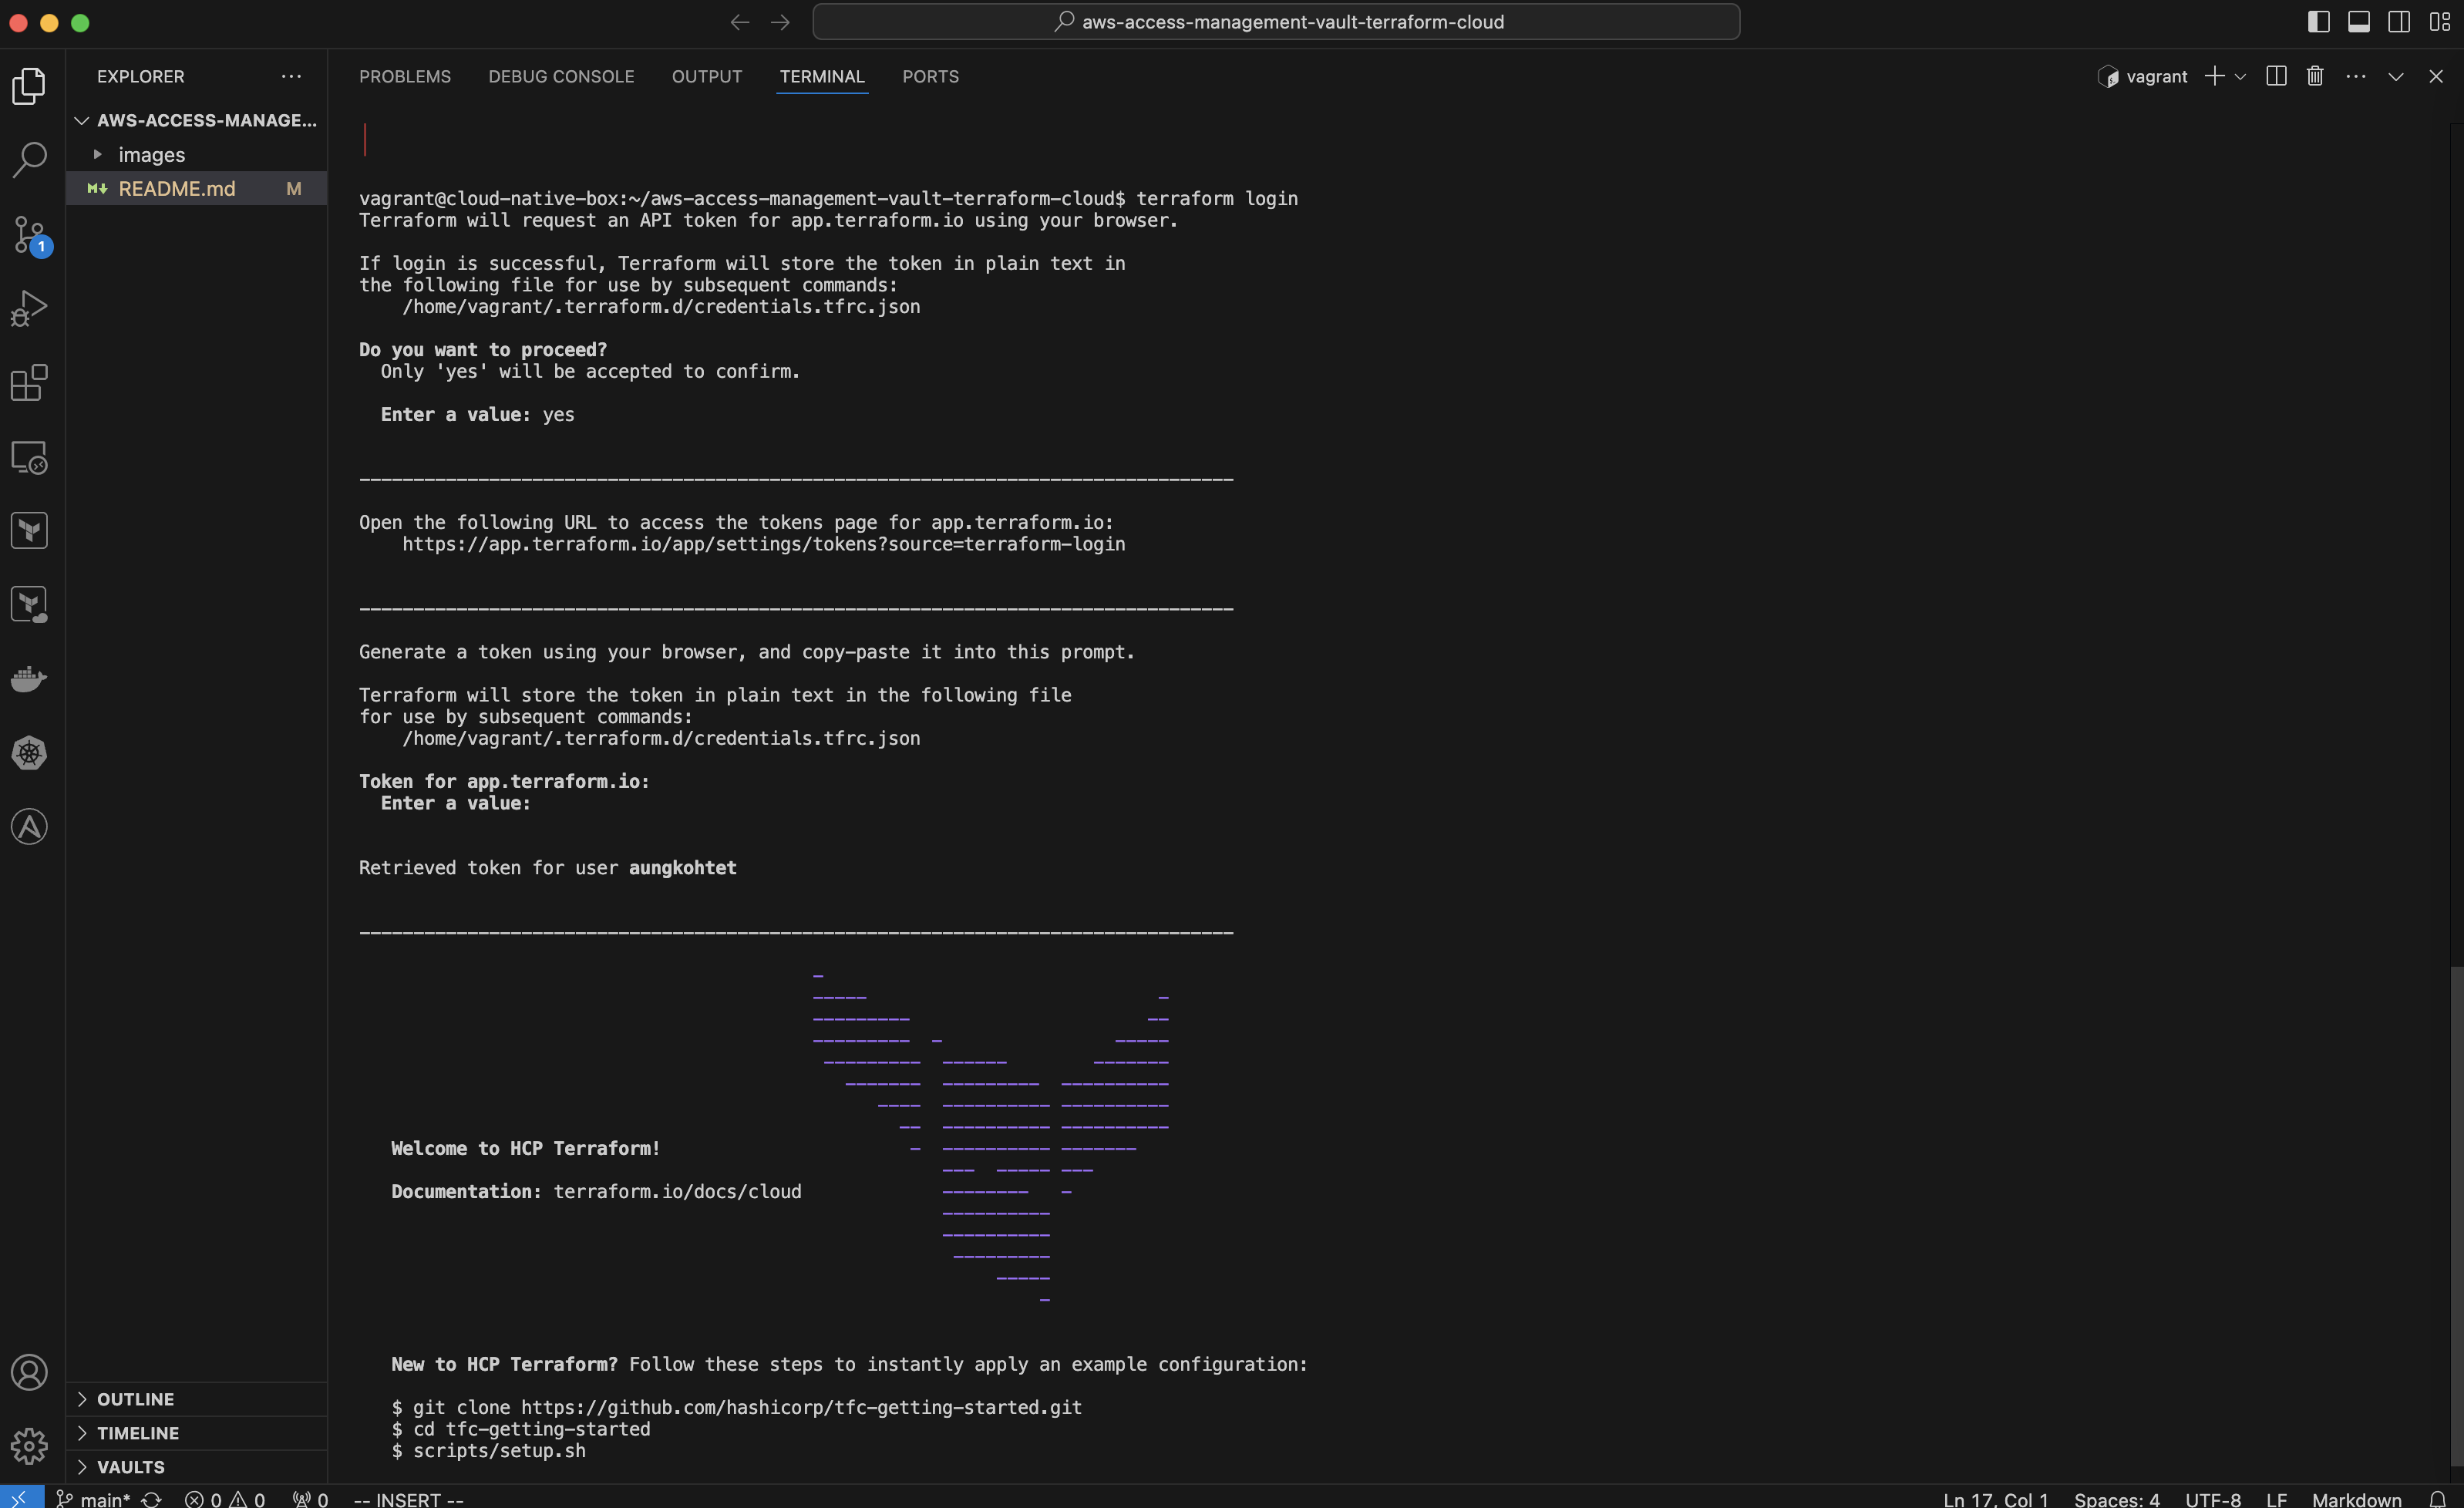 aws-access-management-vault-terraform-cloud
EXPLORER
PROBLEMS DEBUG CONSOLE OUTPUT TERMINAL PORTS
vagrant
AWS-ACCESS-MANAGE...
images
README.md M
1
vagrant@cloud-native-box:~/aws-access-management-vault-terraform-cloud$ terraform login
Terraform will request an API token for app.terraform.io using your browser.
If login is successful, Terraform will store the token in plain text in
the following file for use by subsequent commands:
/home/vagrant/.terraform.d/credentials.tfrc.json
Do you want to proceed?
Only 'yes' will be accepted to confirm.
Enter a value: yes
---------------------------------------------------------------------------------
Open the following URL to access the tokens page for app.terraform.io:
https://app.terraform.io/app/settings/tokens?source=terraform-login
---------------------------------------------------------------------------------
Generate a token using your browser, and copy-paste it into this prompt.
Terraform will store the token in plain text in the following file
for use by subsequent commands:
/home/vagrant/.terraform.d/credentials.tfrc.json
Token for app.terraform.io:
Enter a value:
Retrieved token for user aungkohtet
---------------------------------------------------------------------------------
Welcome to HCP Terraform!
Documentation: terraform.io/docs/cloud
New to HCP Terraform? Follow these steps to instantly apply an example configuration:
$ git clone https://github.com/hashicorp/tfc-getting-started.git
$ cd tfc-getting-started
$ scripts/setup.sh
OUTLINE
TIMELINE
VAULTS
main* 0 0 0 -- INSERT -- Ln 17, Col 1 Spaces: 4 UTF-8 LF Markdown